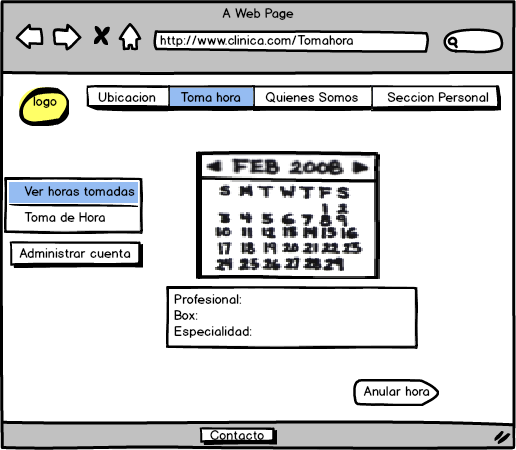 A Web Page
http://www.clinica.com/Tomahora
logo
Ubicacion Toma hora Quienes Somos Seccion Personal
Ver horas tomadas
Toma de Hora
Administrar cuenta
FEB 2008
S M T W T F S
1 2
3 4 5 6 7 8 9
10 11 12 13 14 15 16
17 18 19 20 21 22 23
24 25 26 27 28 29
Profesional:
Box:
Especialidad:
Anular hora
Contacto